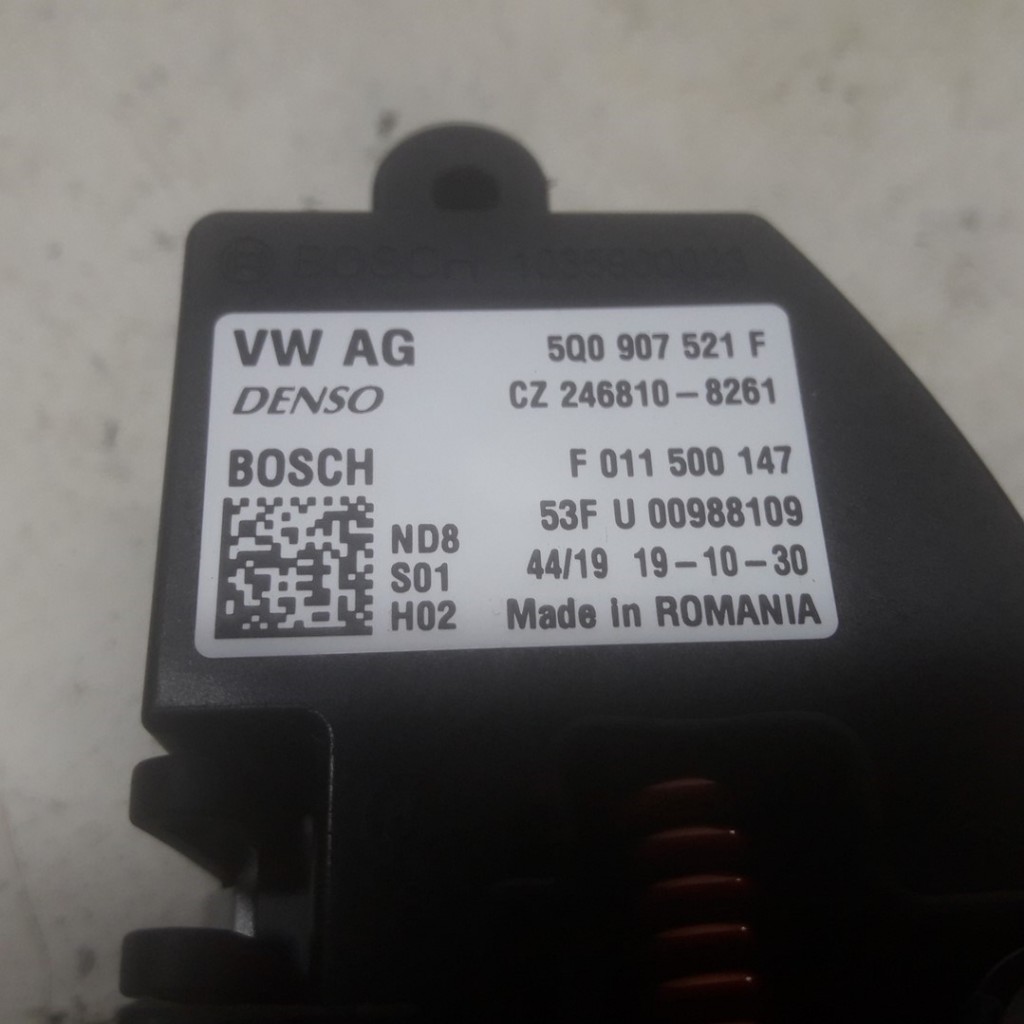 BOSCH
VW AG 5Q0 907 521 F
DENSO CZ 246810-8261
BOSCH F 011 500 147
53F U 00988109
ND8
S01 44/19 19-10-30
H02 Made in ROMANIA